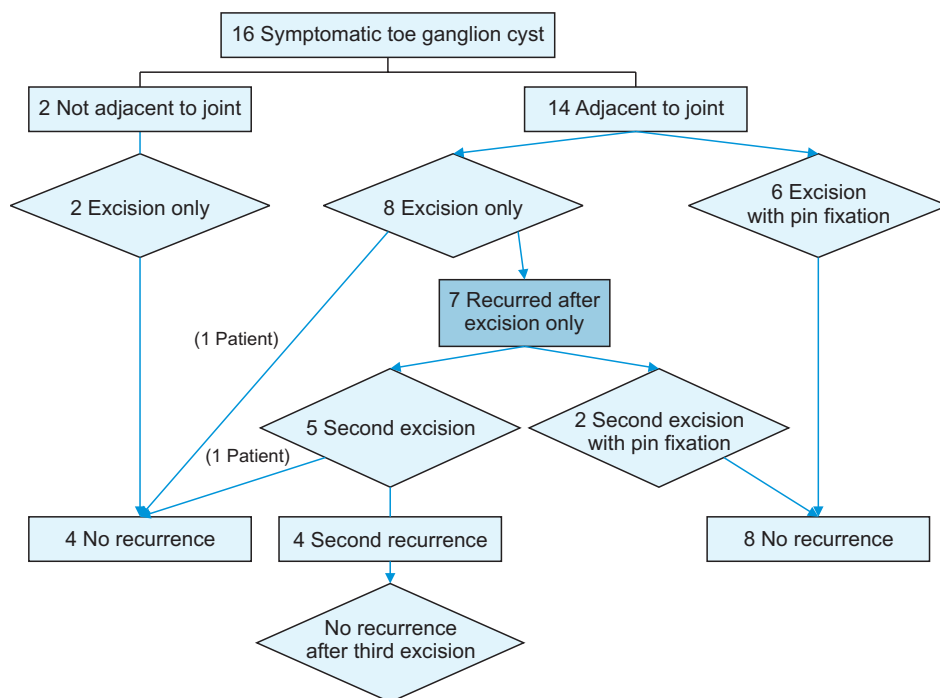 16 Symptomatic toe ganglion cyst
2 Not adjacent to joint
14 Adjacent to joint
2 Excision only
8 Excision only
6 Excision
with pin fixation
7 Recurred after
excision only
(1 Patient)
5 Second excision
2 Second excision
with pin fixation
(1 Patient)
4 No recurrence
4 Second recurrence
8 No recurrence
No recurrence
after third excision